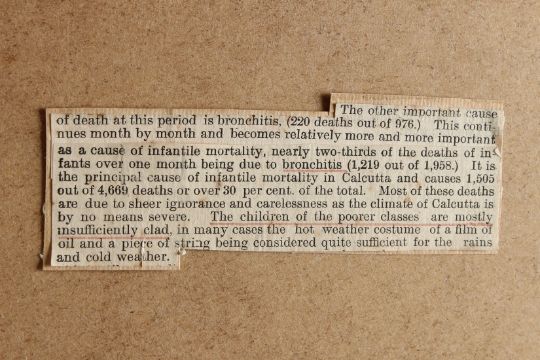 The other important cause
of death at this period is bronchitis, (220 deaths out of 976.) This conti-
nues month by month and becomes relatively more and more important
as a cause of infantile mortality, nearly two-thirds of the deaths of in-
fants over one month being due to bronchitis (1,219 out of 1,958.) It is
the principal cause of infantile mortality in Calcutta and causes 1,505
out of 4,669 deaths or over 30 per cent. of the total. Most of these deaths
are due to sheer ignorance and carelessness as the climate of Calcutta is
by no means severe. The children of the poorer classes are mostly
insufficiently clad, in many cases the hot weather costume of a film of
oil and a piece of string being considered quite sufficient for the rains
and cold weather.